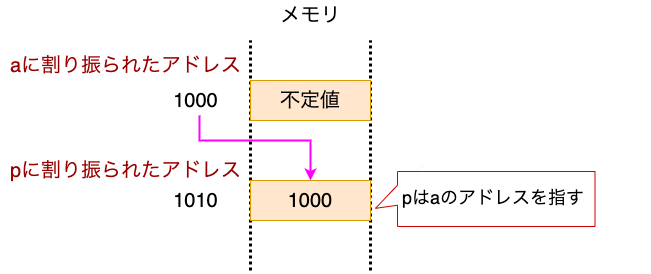 メモリ
aに割り振られたアドレス
1000
不定値
pに割り振られたアドレス
1010
1000
pはaのアドレスを指す